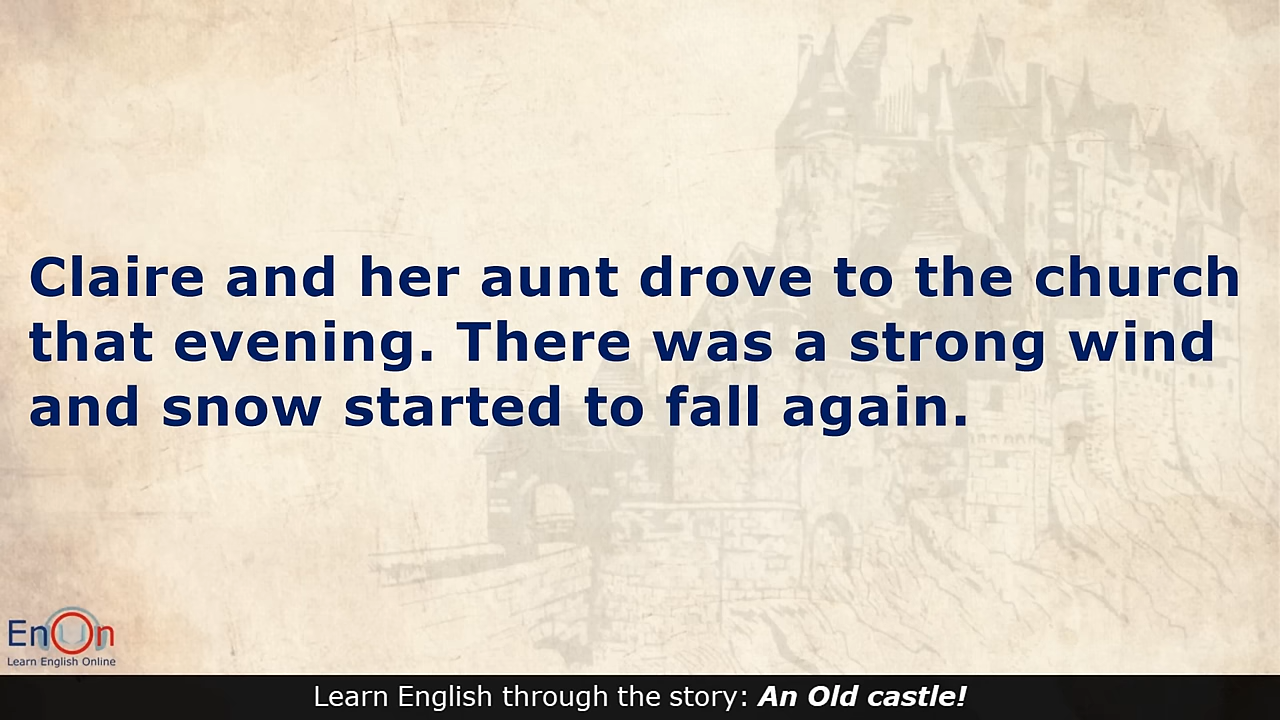 Claire and her aunt drove to the church
that evening. There was a strong wind
and snow started to fall again.
EnOn
Learn English Online
Learn English through the story: An Old castle!